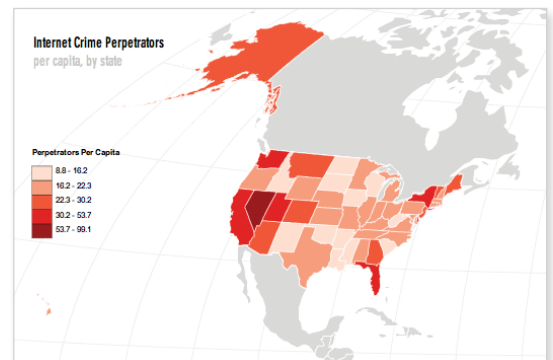 Internet Crime Perpetrators
per capita, by state
Perpetrators Per Capita
8.8 - 16.2
16.2 - 22.3
22.3 - 30.2
30.2 - 53.7
53.7 - 99.1